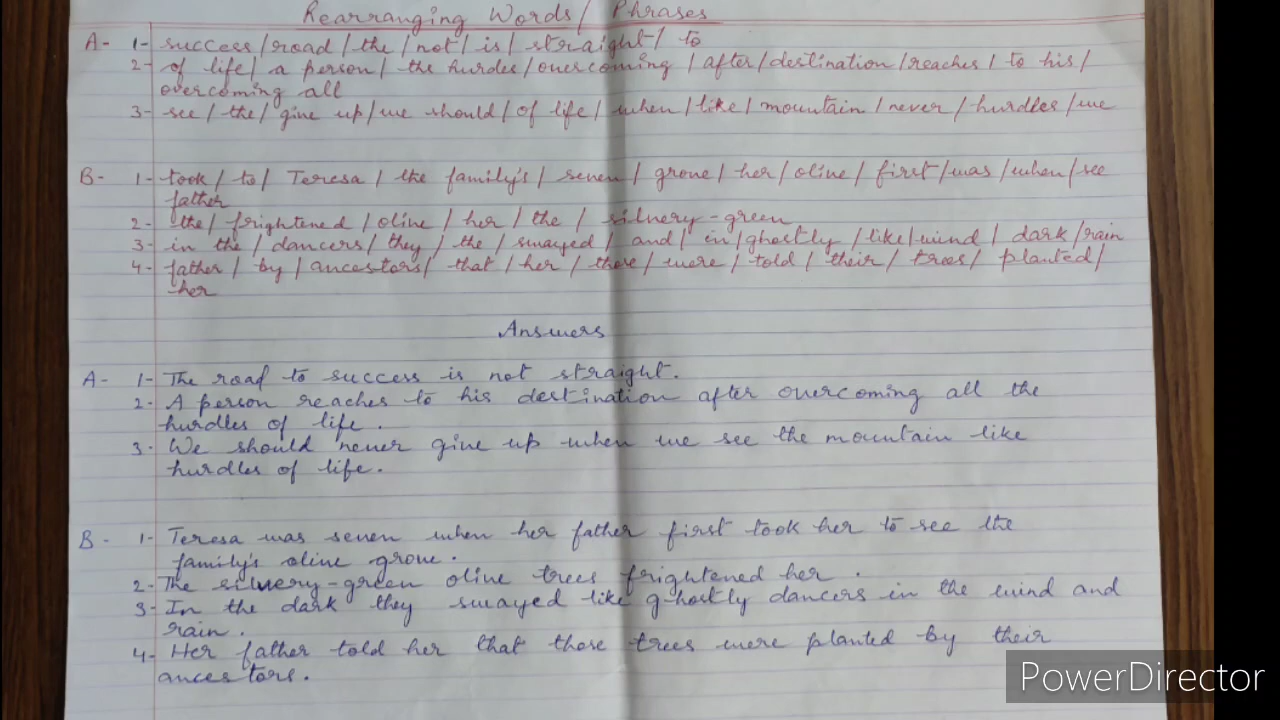 Rearranging Words/ Phrases
A- 1- success/road/the/not/is/straight/ to
2- of life/ a person/ the hurdes/overcoming /after/destination /reaches/ to his/
overcoming all
3- see / the/ give up/we should/ of life/ when/like/ mountain / never / hurdles /we
B- 1- took / to/ Teresa / the family's/ seven/ grove/ her/ olive / first/was /when/see
father
2- the/ frightened / olive / her / the / silvery-green
3- in the / dancers/ they/ the / swayed / and/ in/ghostly /like/wind / dark /rain
4- father/ by / ancestors/ that / her / those/ were / told / their/ trees/ planted/
her
Answers
A- 1- The road to success is not straight.
2- A person reaches to his destination after overcoming all the
hurdles of life.
3- We should never give up when we see the mountain like
hurdles of life.
B- 1- Teresa was seven when her father first took her to see the
family's olive grove.
2- The silvery-green olive trees frightened her.
3- In the dark they swayed like ghostly dancers in the wind and
rain.
4- Her father told her that those trees were planted by their
ancestors.
PowerDirector